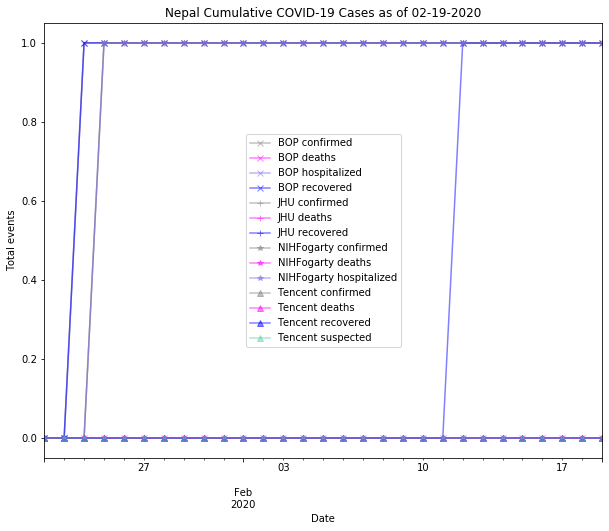 Nepal Cumulative COVID-19 Cases as of 02-19-2020
1.0
0.8
0.6
0.4
0.2
0.0
Total events
BOP confirmed
BOP deaths
BOP hospitalized
BOP recovered
JHU confirmed
JHU deaths
JHU recovered
NIHFogarty confirmed
NIHFogarty deaths
NIHFogarty hospitalized
Tencent confirmed
Tencent deaths
Tencent recovered
Tencent suspected
27 03 10 17
Feb
2020
Date